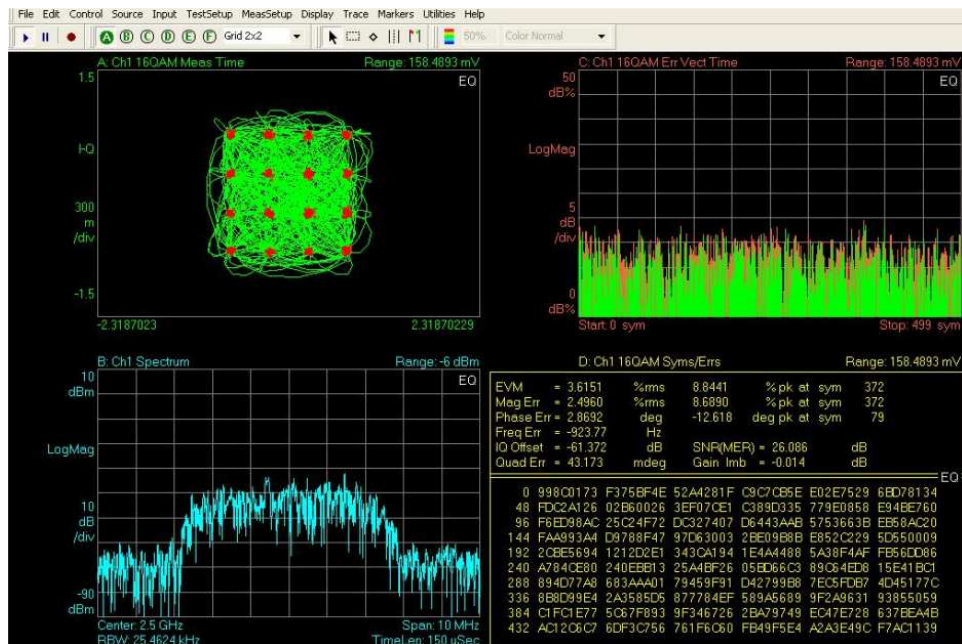 File Edit Control Source Input TestSetup MeasSetup Display Trace Markers Utilities Help
A B C D E F Grid 2x2 50% Color Normal
A: Ch1 16QAM Meas Time Range: 158.4893 mV
1.5 EQ
I-Q
300
m
/div
-1.5
-2.3187023 2.31870229
C: Ch1 16QAM Err Vect Time Range: 158.4893 mV
50 EQ
dB%
LogMag
5
dB
/div
0
dB%
Start: 0 sym Stop: 499 sym
B: Ch1 Spectrum Range: -6 dBm
10 EQ
dBm
LogMag
10
dB
/div
-90
dBm
Center: 2.5 GHz Span: 10 MHz
RBW: 25.4624 kHz TimeLen: 150 uSec
D: Ch1 16QAM Syms/Errs Range: 158.4893 mV
EVM = 3.6151 %rms 8.8441 % pk at sym 372
Mag Err = 2.4960 %rms 8.6890 % pk at sym 372
Phase Err = 2.8692 deg -12.618 deg pk at sym 79
Freq Err = -923.77 Hz
IQ Offset = -61.372 dB SNR(MER) = 26.086 dB
Quad Err = 43.173 mdeg Gain Imb = -0.014 dB
EQ
0 998C0173 F375BF4E 52A4281F C9C7CB5E E02E7529 6BD78134
48 FDC2A126 02B60026 3EF07CE1 C389D335 779E0858 E94BE760
96 F6ED98AC 25C24F72 DC327407 D6443AAB 5753663B EB58AC20
144 FAA993A4 D9788F47 97D63003 2BE09B8B E852C229 5D550009
192 2CBE5694 1212D2E1 343CA194 1E4A4488 5A38F4AF FB56DD86
240 A784CE80 240EBB13 25A4BF26 05BD66C3 89C64ED8 15E41BC1
288 894D77A8 683AAA01 79459F91 D42799B8 7EC5FDB7 4D45177C
336 8B8D99E4 2A3585D5 877784EF 589A5689 9F2A9631 93855059
384 C1FC1E77 5C67F893 9F346726 2BA79749 EC47E728 637BEA4B
432 AC12C6C7 6DF3C756 761F6C60 FB49F5E4 A2A3E49C F7AC1139